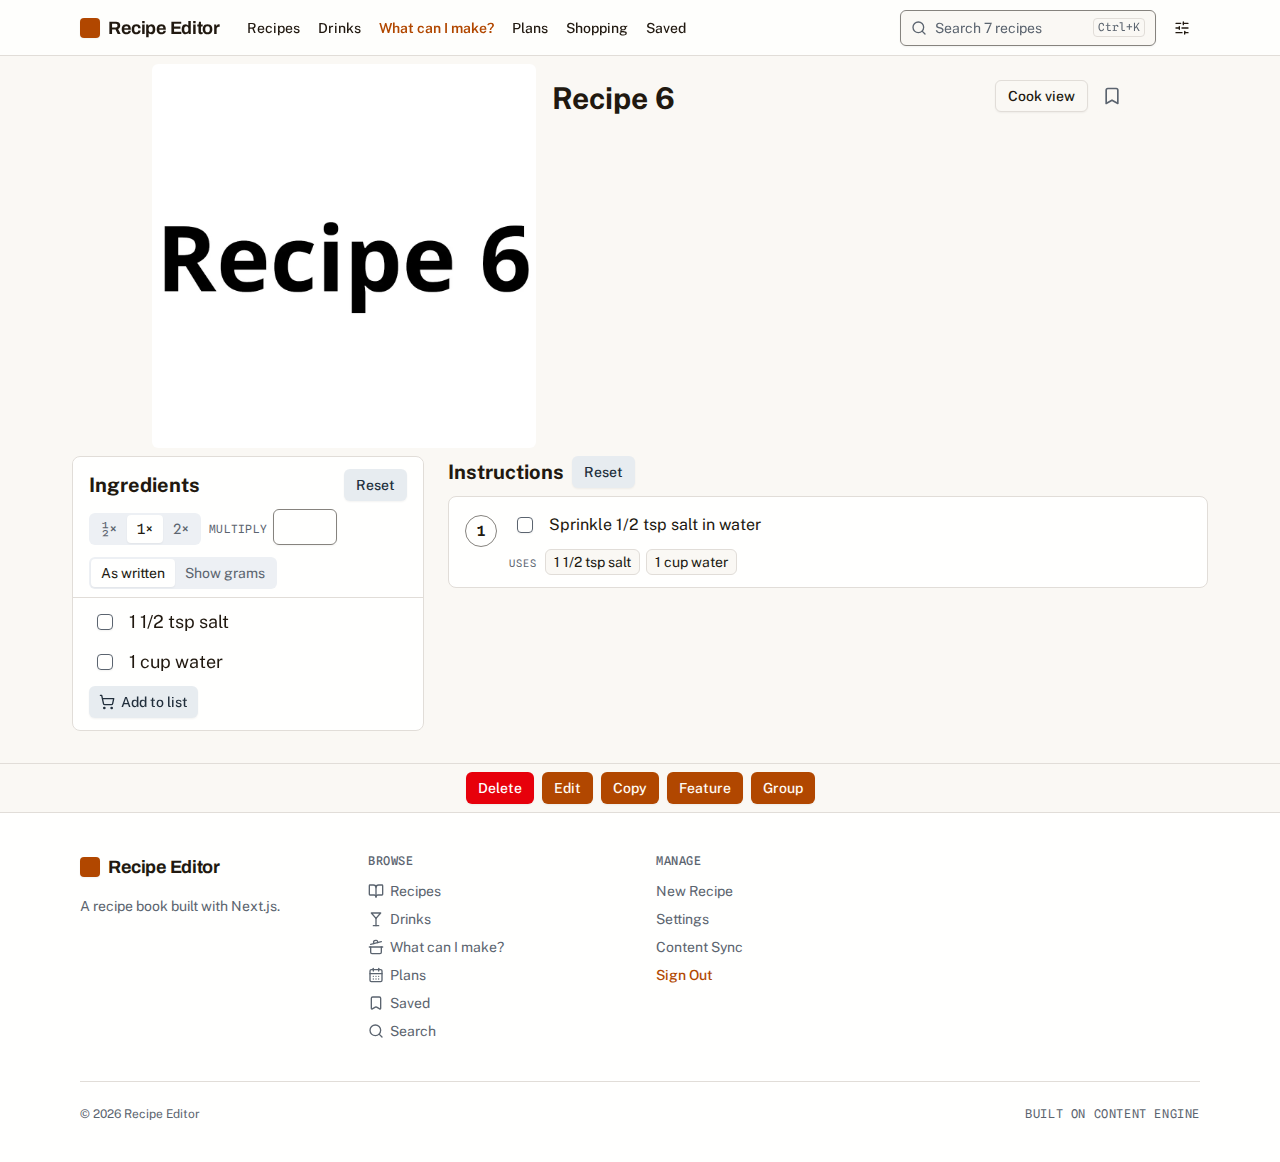 Recipe Editor
Recipes Drinks What can I make? Plans Shopping Saved
Search 7 recipes Ctrl+K
Recipe 6
Recipe 6
Cook view
Ingredients
Reset
½× 1× 2× MULTIPLY
As written Show grams
1 1/2 tsp salt
1 cup water
Add to list
Instructions
Reset
1 Sprinkle 1/2 tsp salt in water
USES 1 1/2 tsp salt 1 cup water
Delete Edit Copy Feature Group
Recipe Editor
A recipe book built with Next.js.
BROWSE
Recipes
Drinks
What can I make?
Plans
Saved
Search
MANAGE
New Recipe
Settings
Content Sync
Sign Out
© 2026 Recipe Editor
BUILT ON CONTENT ENGINE